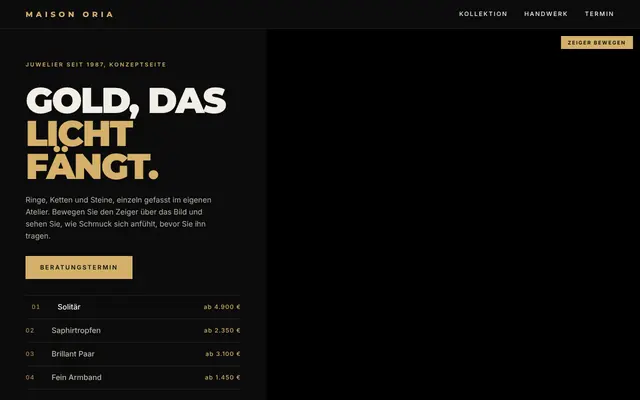 MAISON ORIA
KOLLEKTION HANDWERK TERMIN
ZEIGER BEWEGEN
JUWELIER SEIT 1987, KONZEPTSEITE
GOLD, DAS
LICHT
FÄNGT.
Ringe, Ketten und Steine, einzeln gefasst im eigenen
Atelier. Bewegen Sie den Zeiger über das Bild und
sehen Sie, wie Schmuck sich anfühlt, bevor Sie ihn
tragen.
BERATUNGSTERMIN
01 Solitär ab 4.900 €
02 Saphirtropfen ab 2.350 €
03 Brillant Paar ab 3.100 €
04 Fein Armband ab 1.450 €